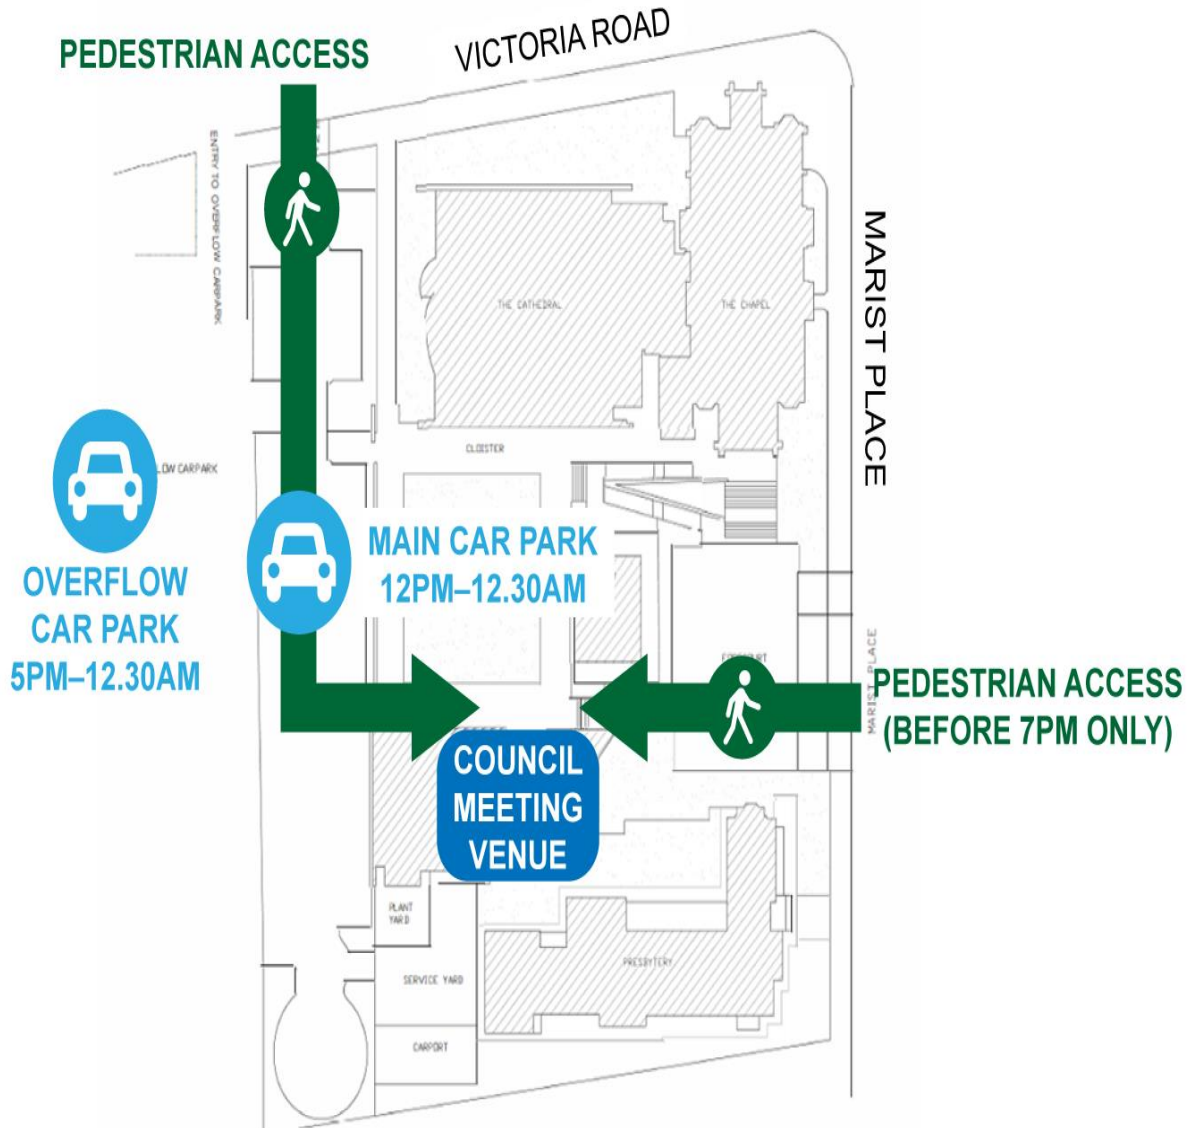 PEDESTRIAN ACCESS
VICTORIA ROAD
ENTRY TO OVERFLOW CARPARK
MARIST PLACE
THE CATHEDRAL
THE CHAPEL
CLOISTER
LOW CARPARK
OVERFLOW
CAR PARK
5PM–12.30AM
MAIN CAR PARK
12PM–12.30AM
MARIST PLACE
PEDESTRIAN ACCESS
(BEFORE 7PM ONLY)
COUNCIL
MEETING
VENUE
PLANT
YARD
SERVICE YARD
PRESBYTERY
CARPORT